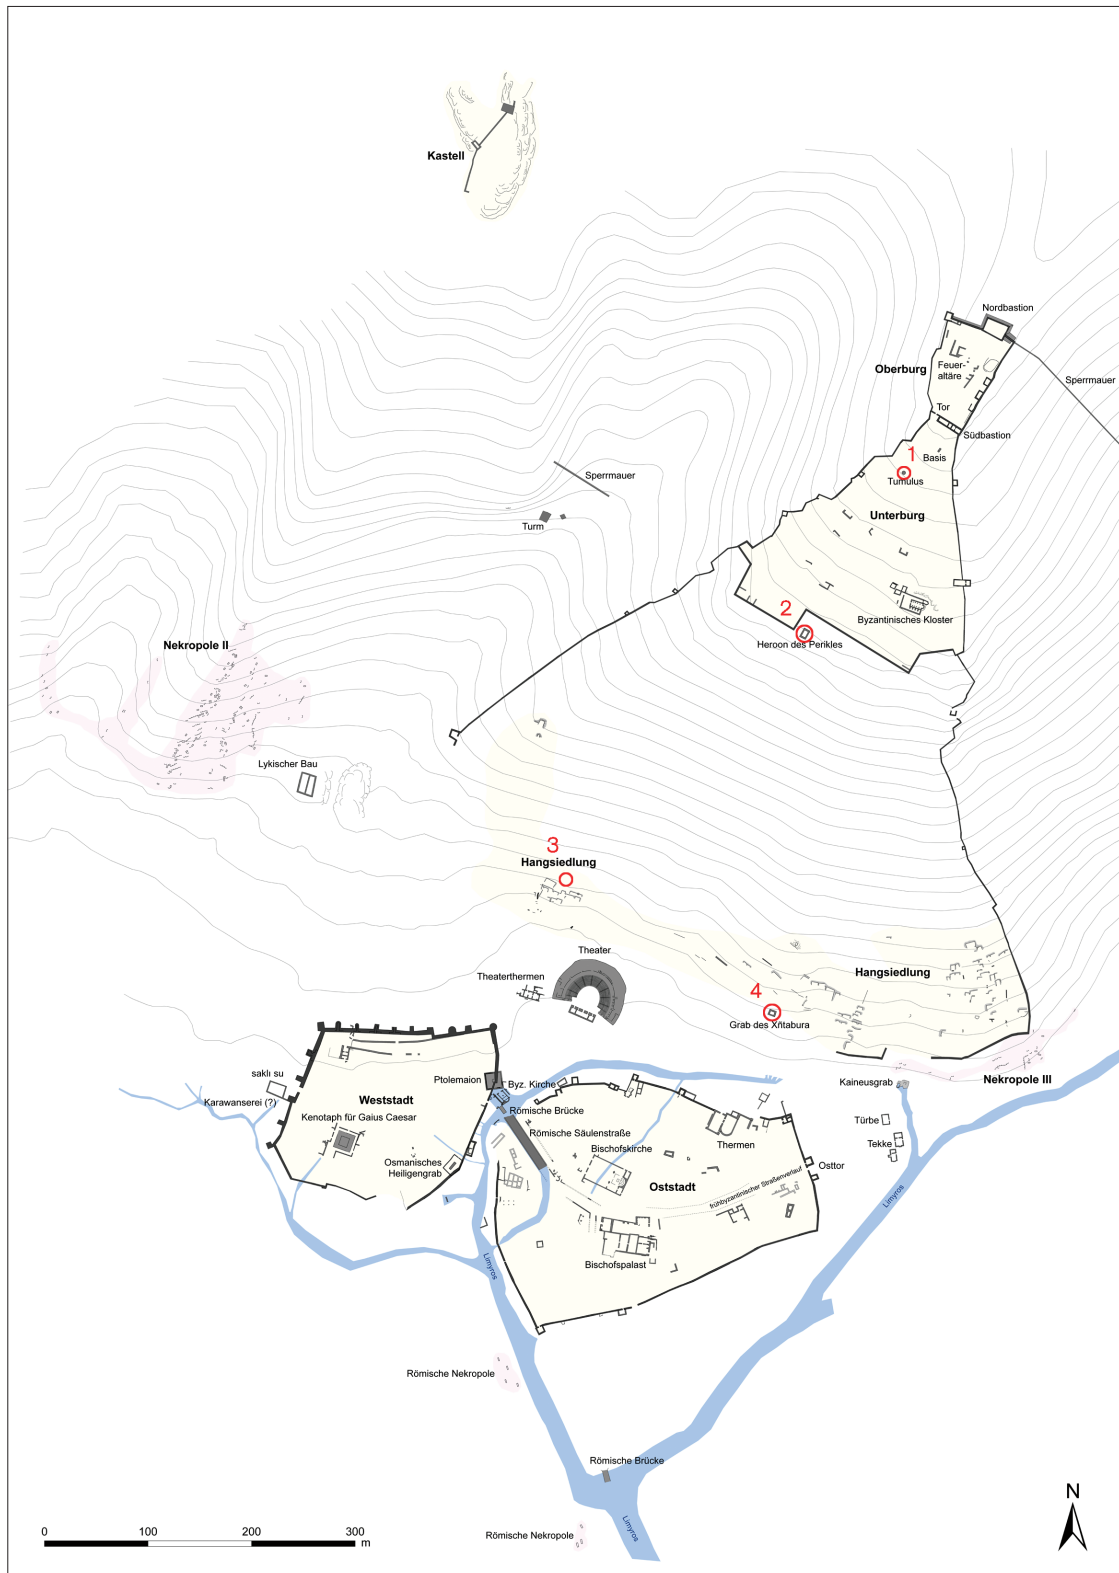 Kastell
Nordbastion
Oberburg
Feuer-
altäre
Sperrmauer
Tor
Südbastion
1
Basis
Tumulus
Sperrmauer
Unterburg
Turm
2
Byzantinisches Kloster
Heroon des Perikles
Nekropole II
Lykischer Bau
3
Hangsiedlung
Theater
Theaterthermen
Hangsiedlung
4
Grab des Xñtabura
saklı su
Ptolemaion
Byz. Kirche
Kaineusgrab
Nekropole III
Karawanserei (?)
Weststadt
Römische Brücke
Kenotaph für Gaius Caesar
Türbe
Römische Säulenstraße
Thermen
Tekke
Bischofskirche
Osmanisches
Heiligengrab
Osttor
Oststadt
frühbyzantinischer Straßenverlauf
Limyros
Limyros
Bischofspalast
Römische Nekropole
Römische Brücke
N
Römische Nekropole
Limyros
0 100 200 300
m